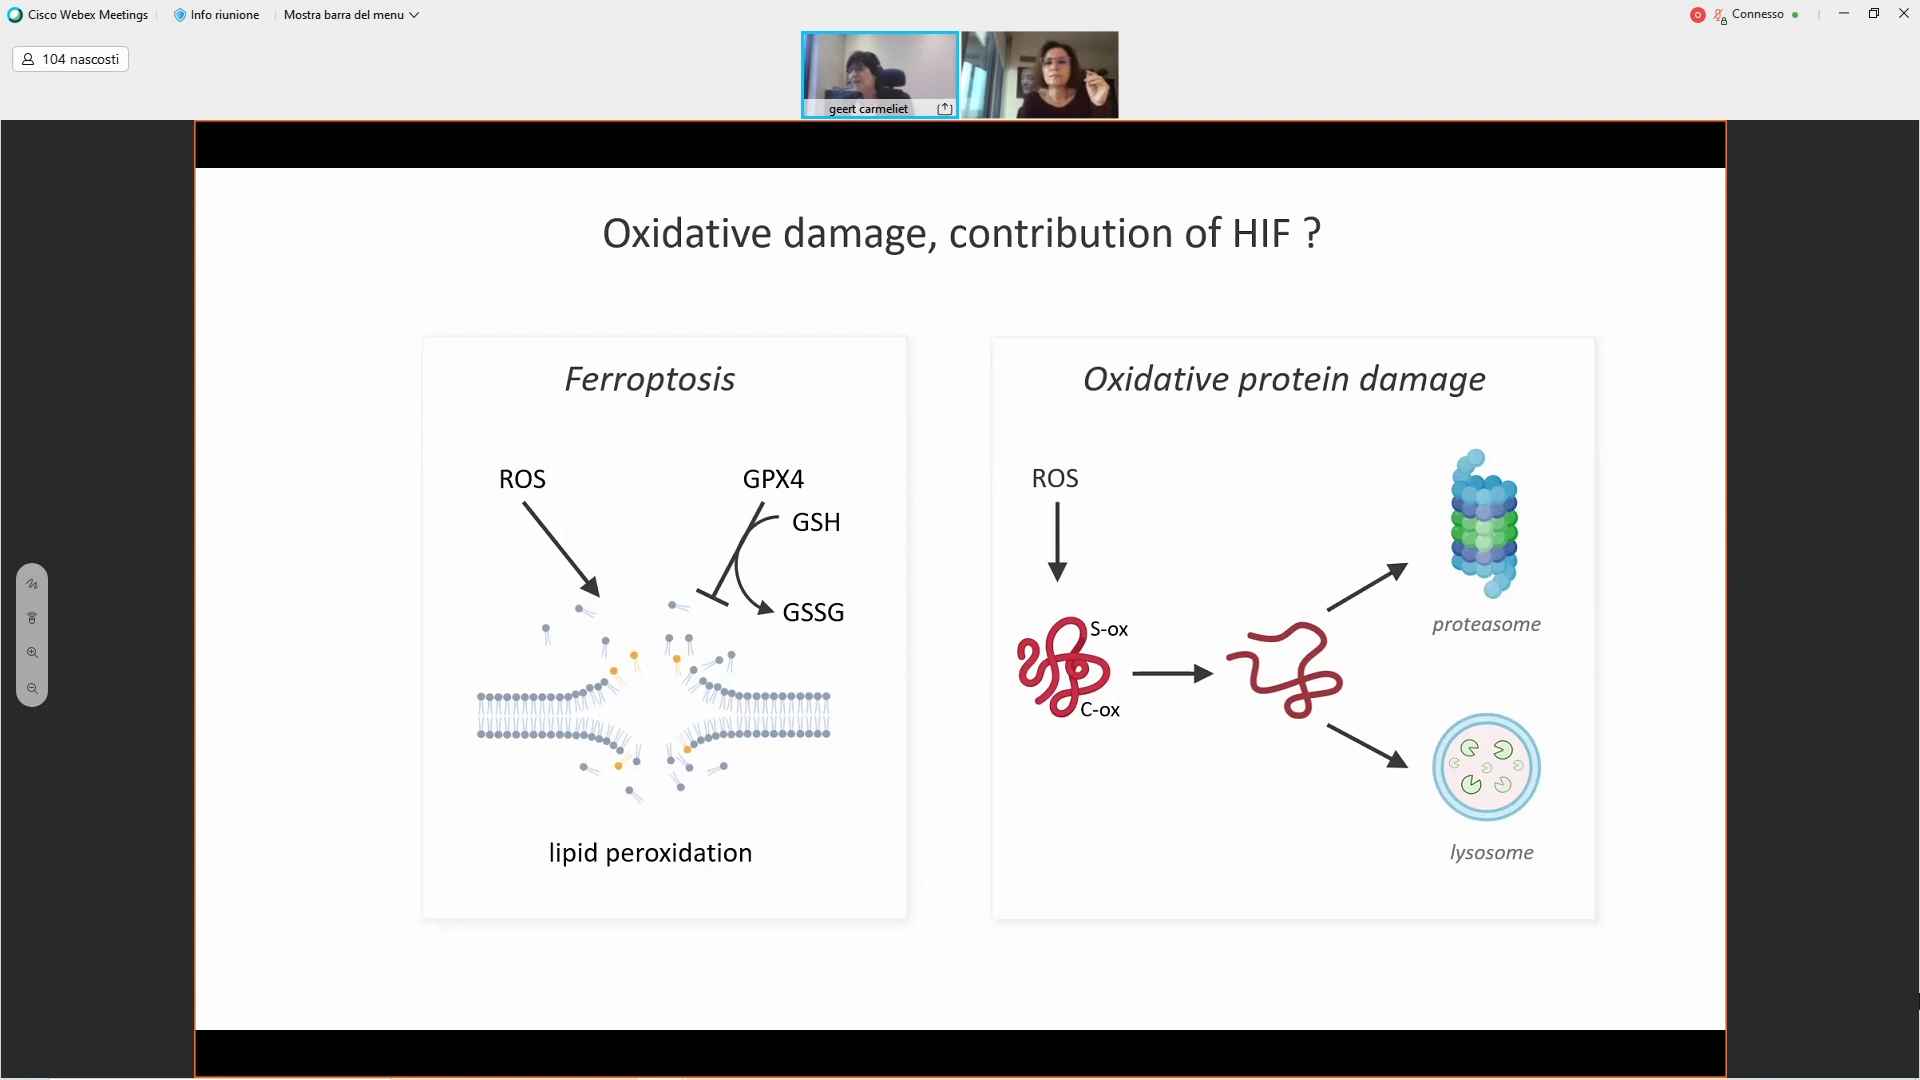 Cisco Webex Meetings
Info riunione
Mostra barra del menu
Connesso
104 nascosti
geert carmeliet
Oxidative damage, contribution of HIF ?
Ferroptosis
ROS
GPX4
GSH
GSSG
lipid peroxidation
Oxidative protein damage
ROS
S-ox
C-ox
proteasome
lysosome